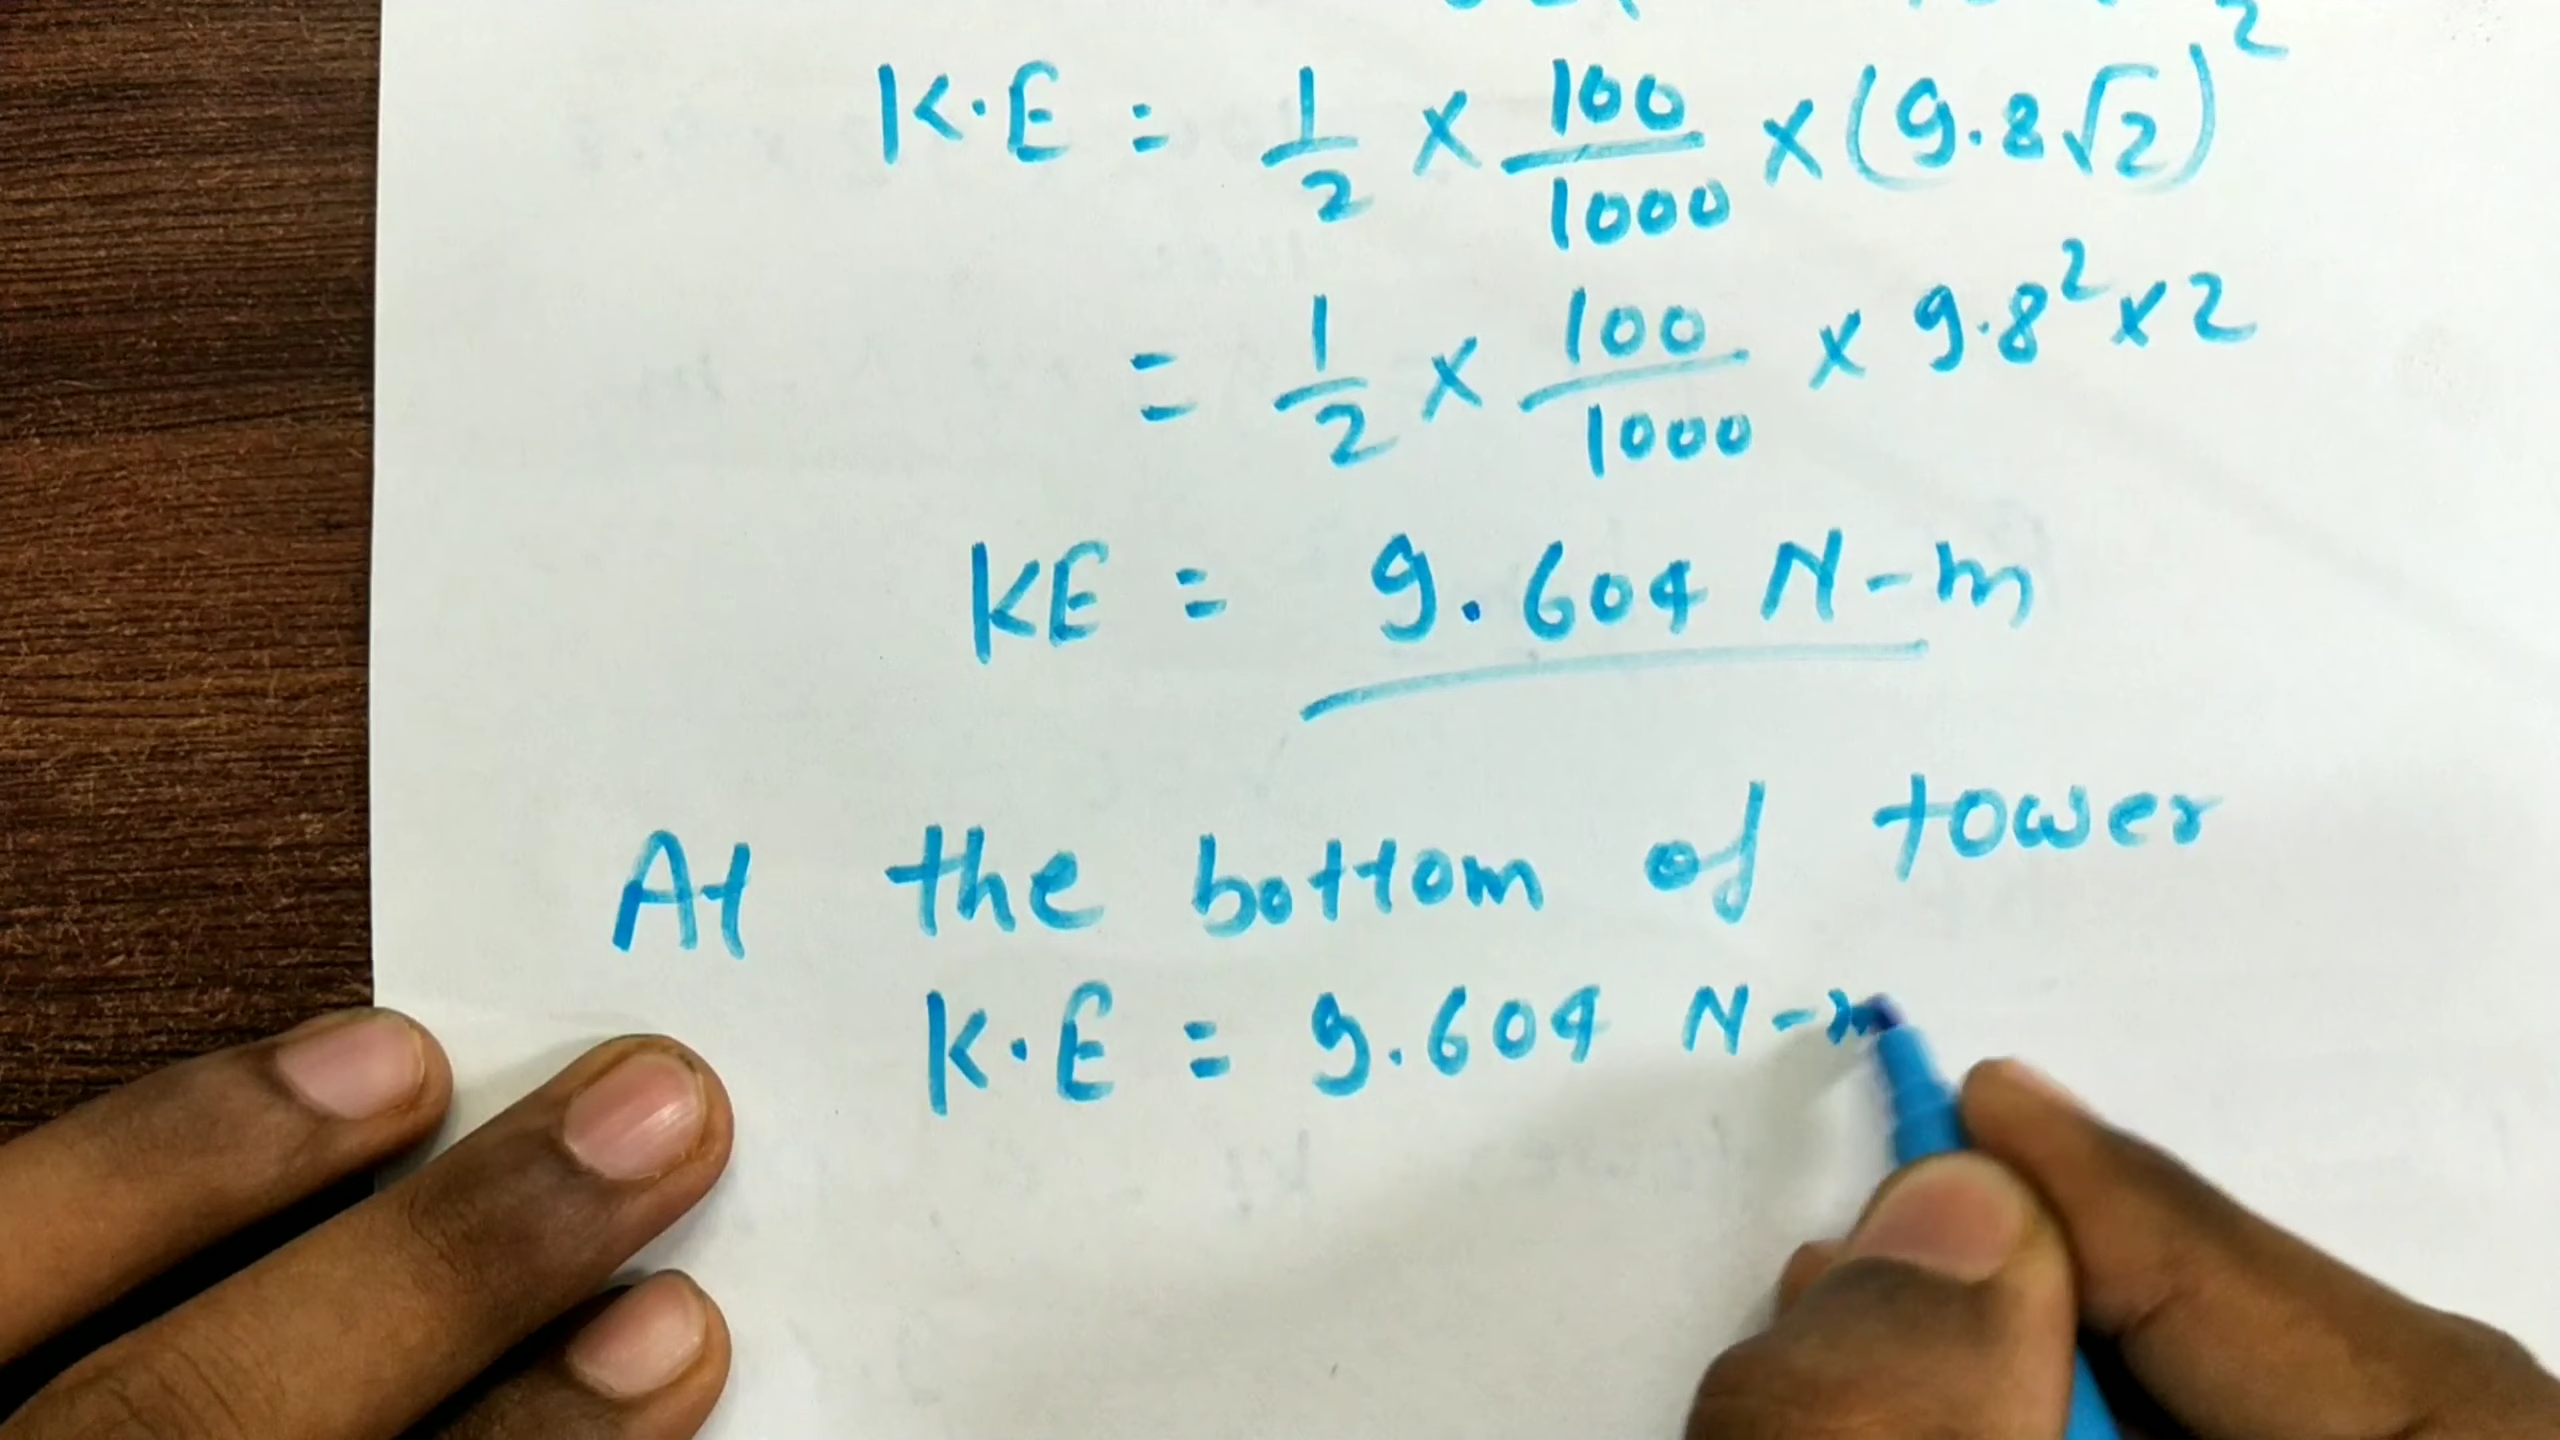 K.E = 1/2 × 100/1000 × (9.8√2)²
= 1/2 × 100/1000 × 9.8² × 2
KE = 9.604 N-m
At the bottom of tower
K.E = 9.604 N-m